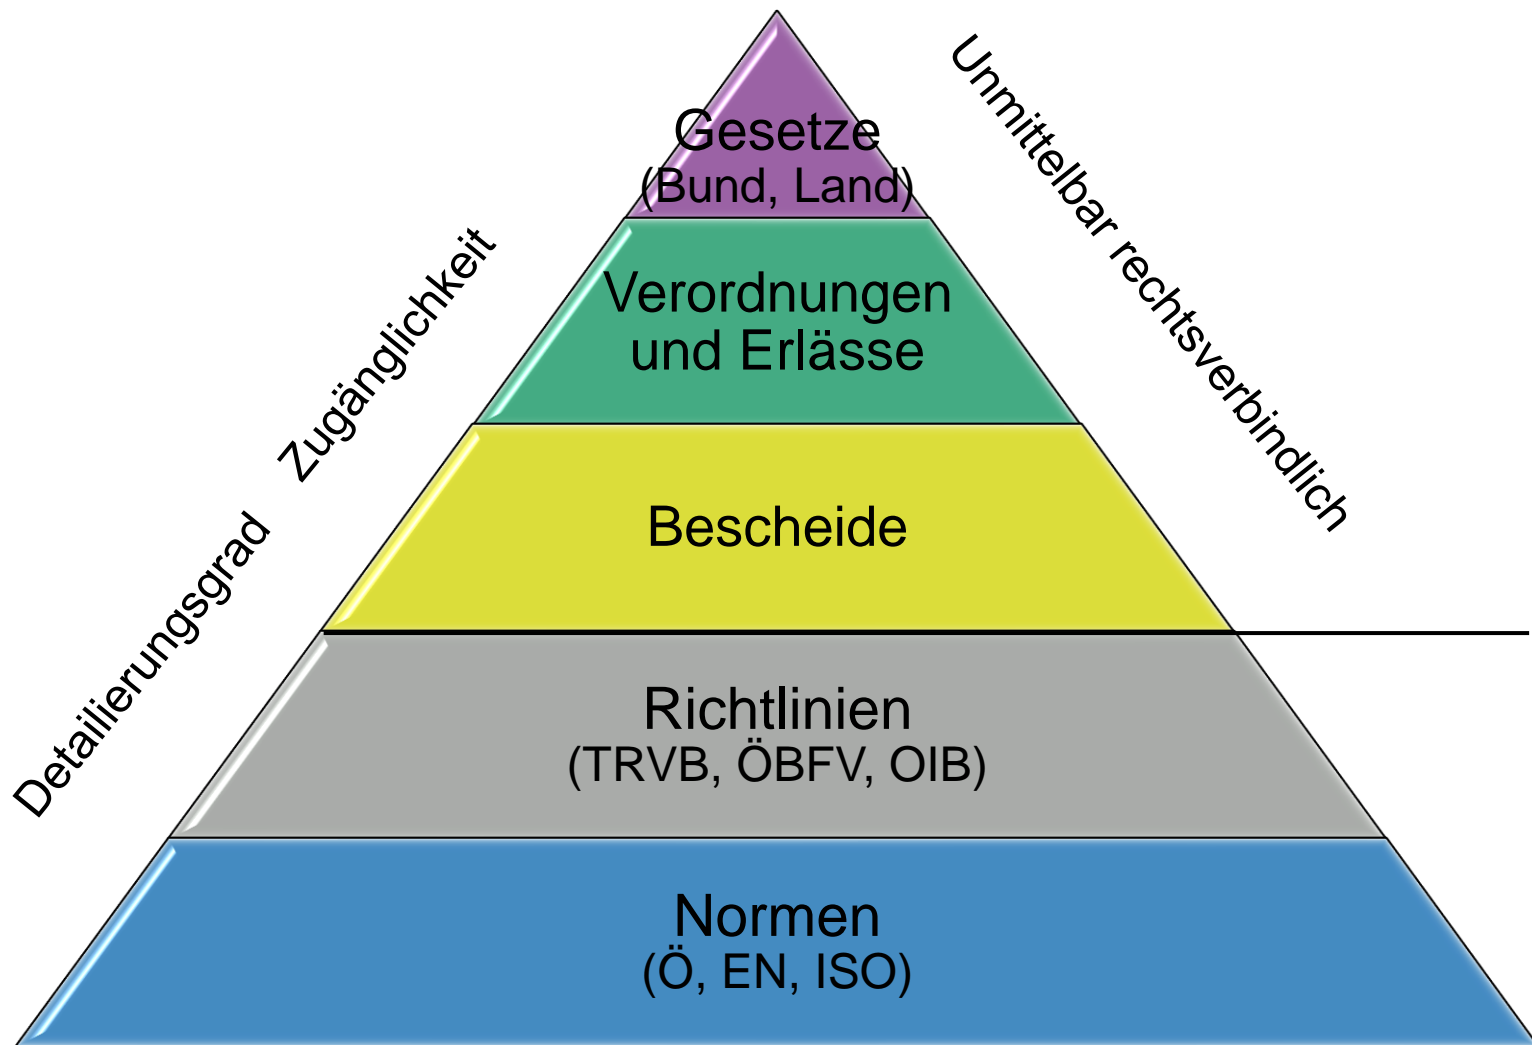 Gesetze
(Bund, Land)
Verordnungen
und Erlässe
Bescheide
Richtlinien
(TRVB, ÖBFV, OIB)
Normen
(Ö, EN, ISO)
Detailierungsgrad
Zugänglichkeit
Unmittelbar rechtsverbindlich